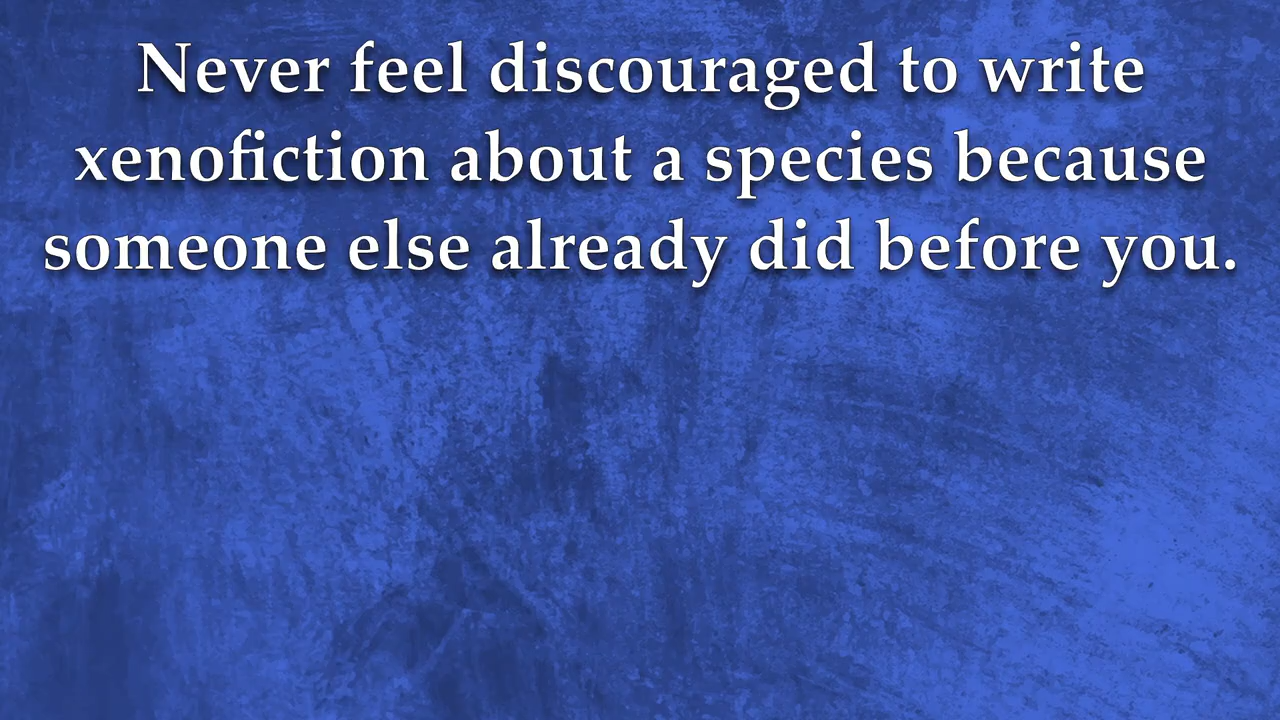 Never feel discouraged to write
xenofiction about a species because
someone else already did before you.